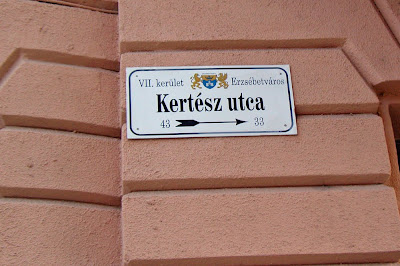 VII. kerület Erzsébetváros
Kertész utca
43 33